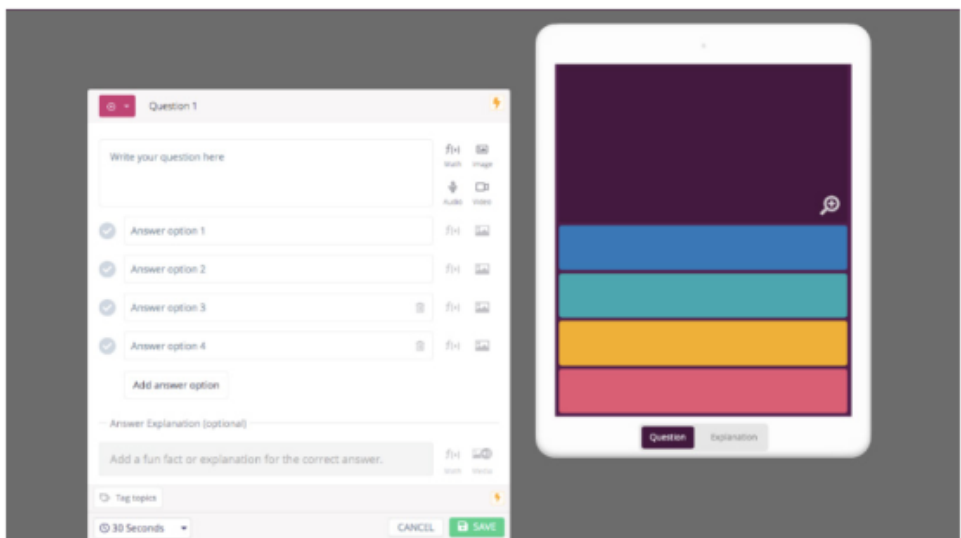 Question 1
Write your question here
f(x)
Math Image
Audio Video
Answer option 1
f(x)
Answer option 2
f(x)
Answer option 3
f(x)
Answer option 4
f(x)
Add answer option
Answer Explanation (optional)
Add a fun fact or explanation for the correct answer.
f(x)
Math Media
Tag topics
30 Seconds
CANCEL
SAVE
Question Explanation